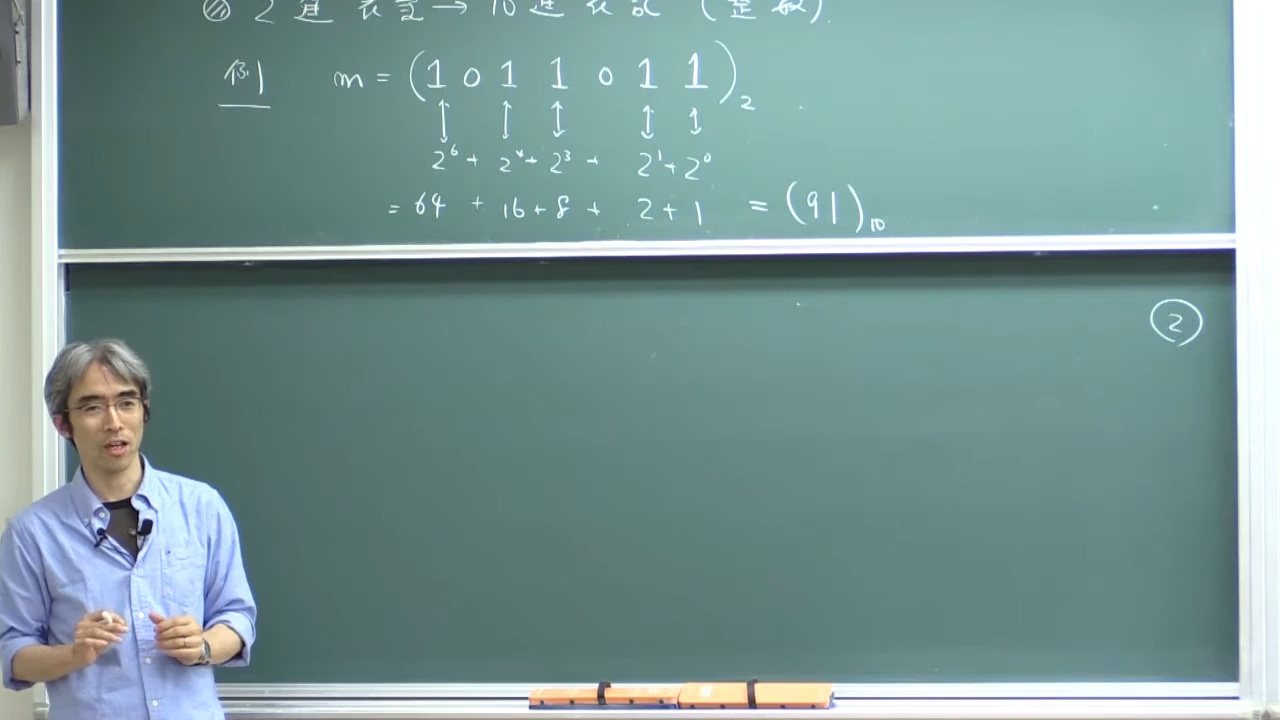 ◎ 2進表記→10進表記 (整数).
例 m = (1 0 1 1 0 1 1)₂
↕ ↕ ↕ ↕ ↕
2⁶ + 2⁴ + 2³ + 2¹ + 2⁰
= 64 + 16 + 8 + 2 + 1 = (91)₁₀
②